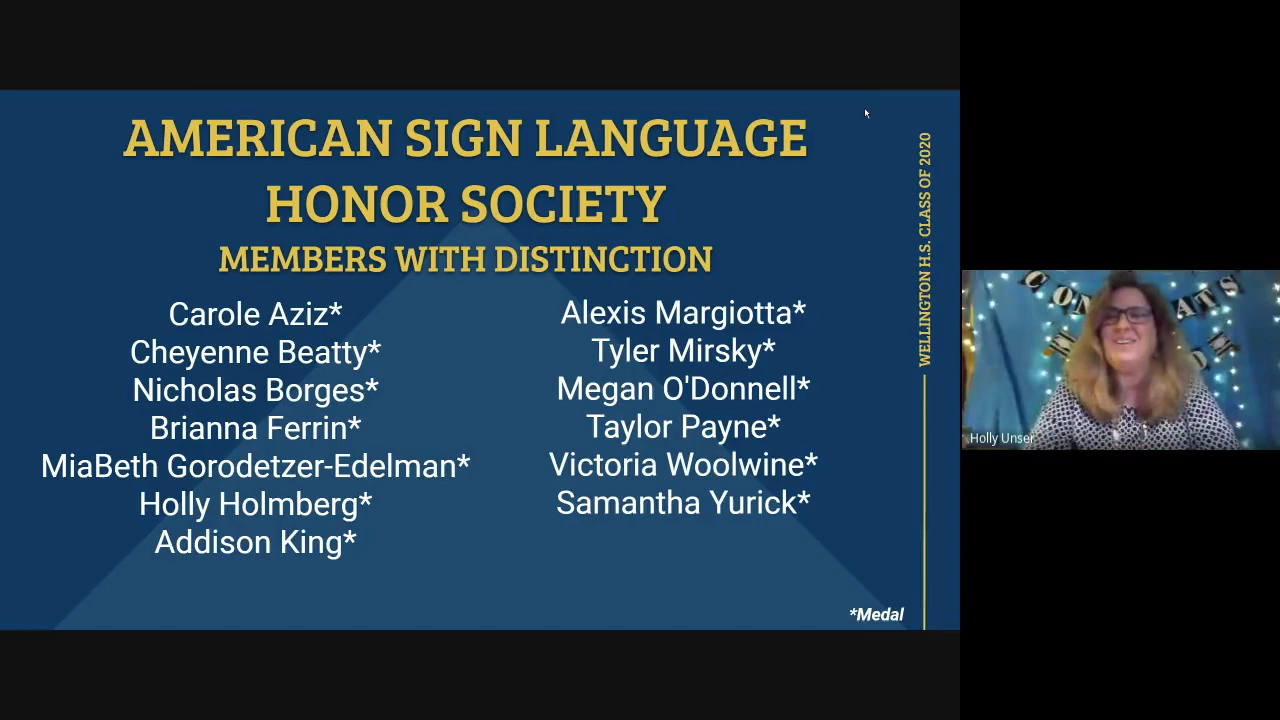 AMERICAN SIGN LANGUAGE
HONOR SOCIETY
MEMBERS WITH DISTINCTION
Carole Aziz*
Cheyenne Beatty*
Nicholas Borges*
Brianna Ferrin*
MiaBeth Gorodetzer-Edelman*
Holly Holmberg*
Addison King*
Alexis Margiotta*
Tyler Mirsky*
Megan O'Donnell*
Taylor Payne*
Victoria Woolwine*
Samantha Yurick*
*Medal
WELLINGTON H.S. CLASS OF 2020
Holly Unser